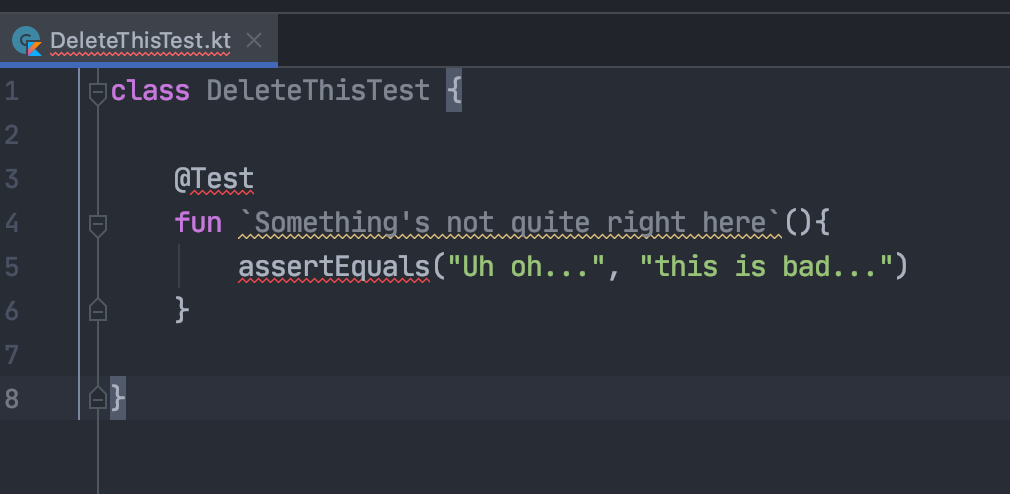 DeleteThisTest.kt
1 class DeleteThisTest {
2
3 @Test
4 fun `Something's not quite right here`(){
5 assertEquals("Uh oh...", "this is bad...")
6 }
7
8 }